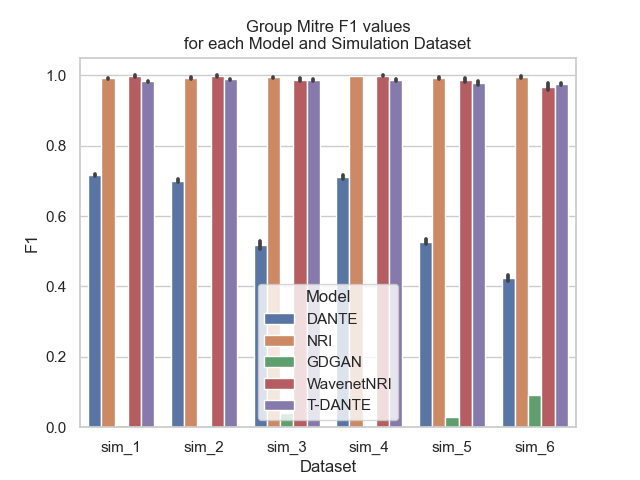 Group Mitre F1 values
for each Model and Simulation Dataset
F1
1.0
0.8
0.6
0.4
0.2
0.0
Model
DANTE
NRI
GDGAN
WavenetNRI
T-DANTE
sim_1 sim_2 sim_3 sim_4 sim_5 sim_6
Dataset